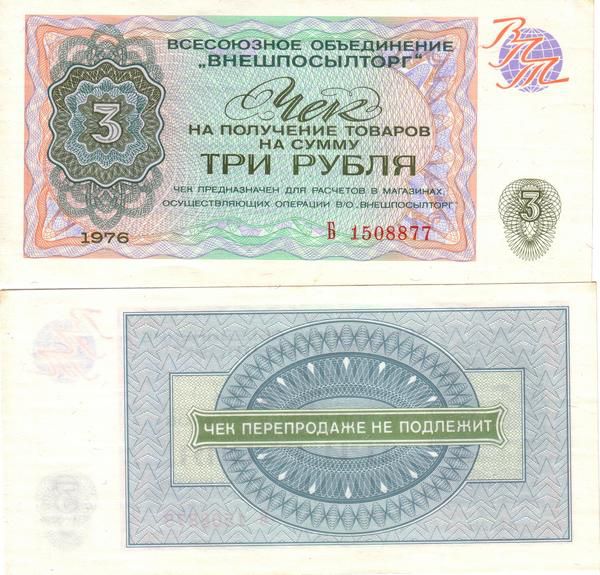 ВСЕСОЮЗНОЕ ОБЪЕДИНЕНИЕ
„ВНЕШПОСЫЛТОРГ"
ВПТ
3
Чек
НА ПОЛУЧЕНИЕ ТОВАРОВ
НА СУММУ
ТРИ РУБЛЯ
ЧЕК ПРЕДНАЗНАЧЕН ДЛЯ РАСЧЕТОВ В МАГАЗИНАХ,
ОСУЩЕСТВЛЯЮЩИХ ОПЕРАЦИИ В/О „ВНЕШПОСЫЛТОРГ"
3
1976
Б 1508877
ЧЕК ПЕРЕПРОДАЖЕ НЕ ПОДЛЕЖИТ